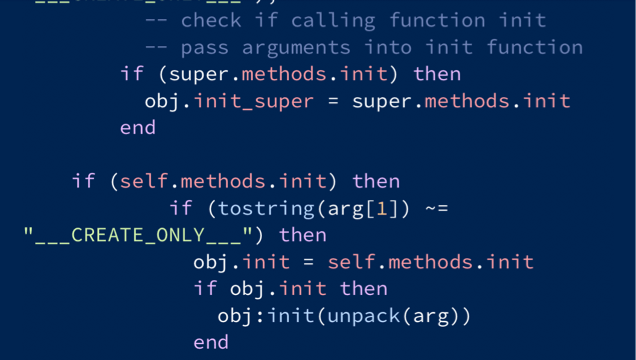 ___CREATE_ONLY___"));
-- check if calling function init
-- pass arguments into init function
if (super.methods.init) then
obj.init_super = super.methods.init
end
if (self.methods.init) then
if (tostring(arg[1]) ~=
"___CREATE_ONLY___") then
obj.init = self.methods.init
if obj.init then
obj:init(unpack(arg))
end